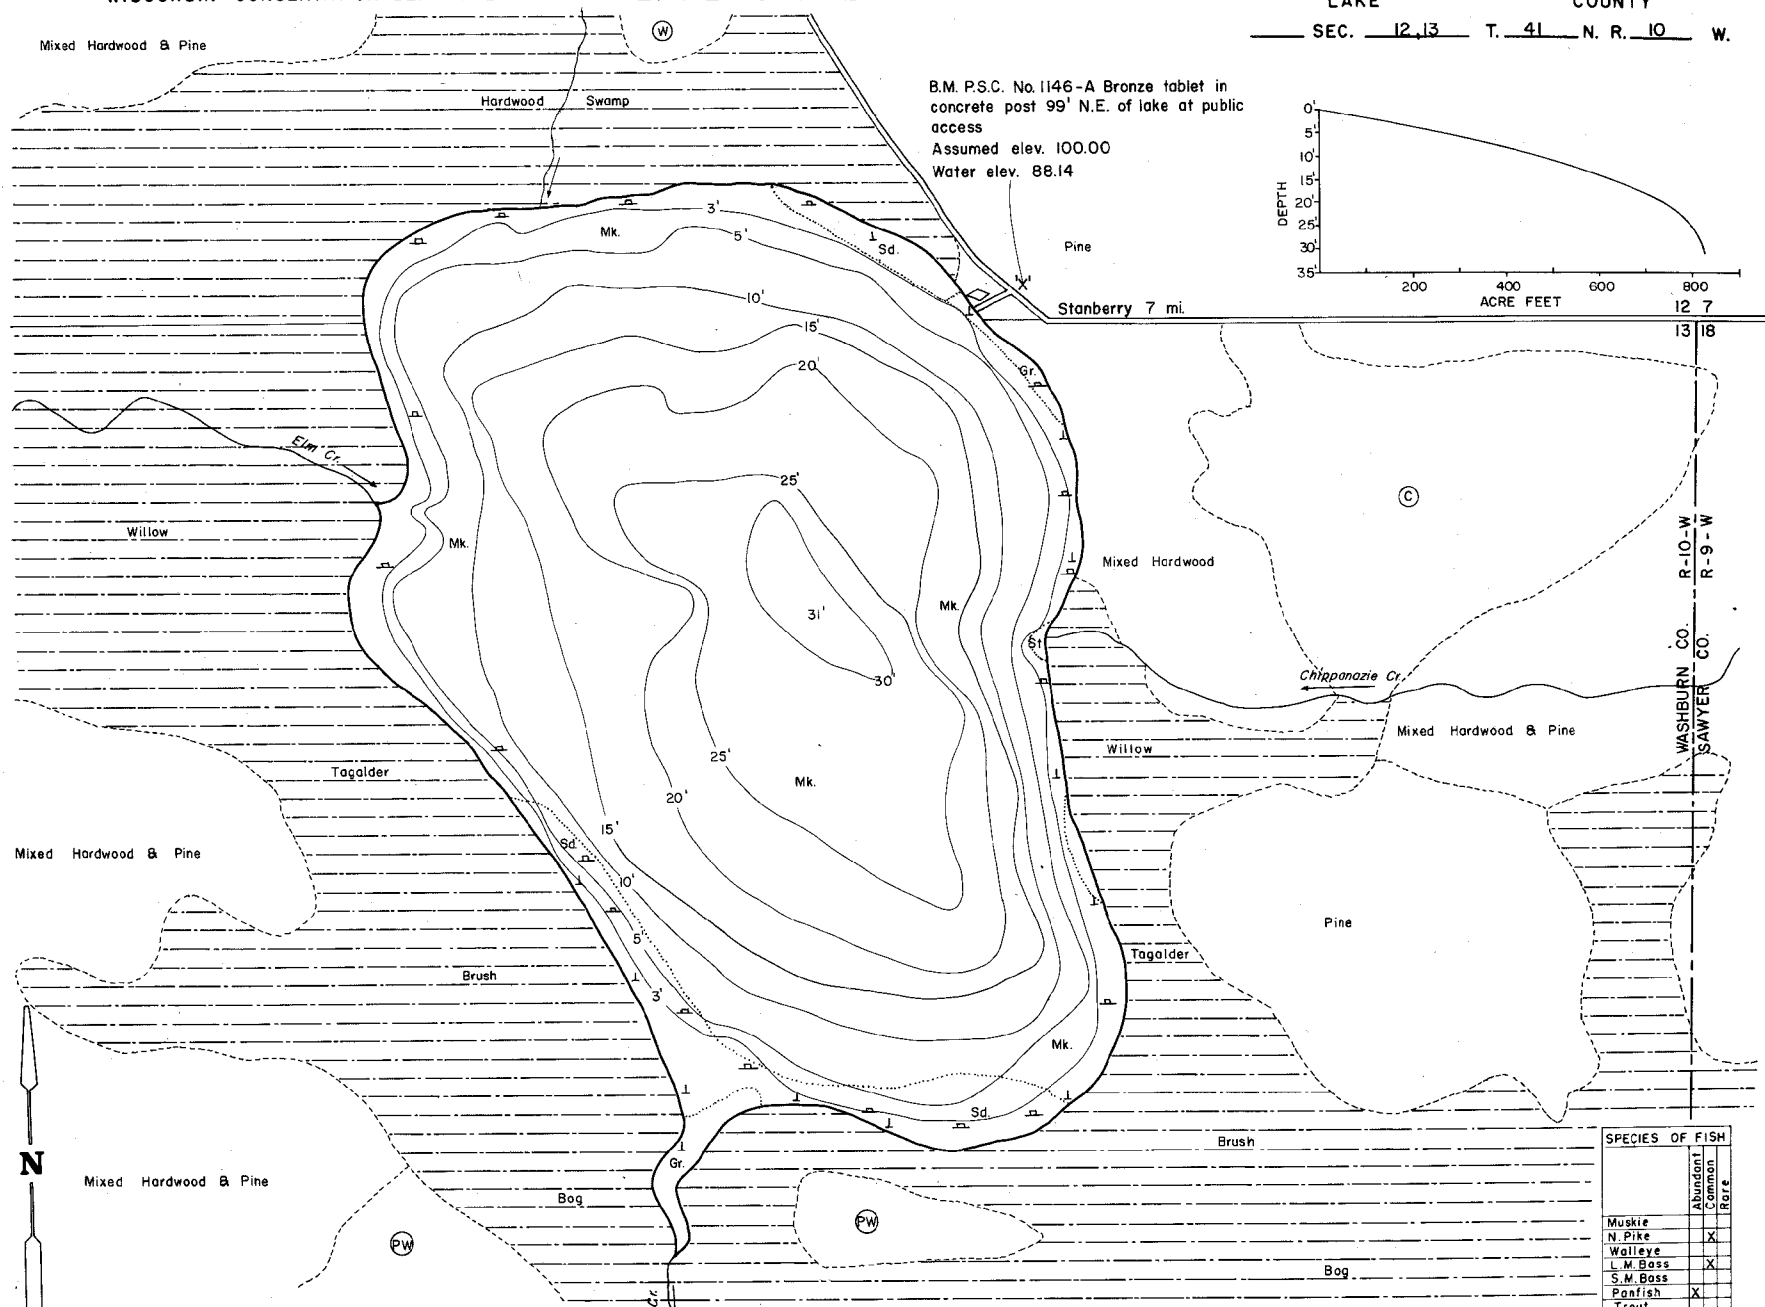 LAKE COUNTY
SEC. 12,13 T. 41 N. R. 10 W.
Mixed Hardwood & Pine
W
Hardwood Swamp
B.M. P.S.C. No. 1146-A Bronze tablet in
concrete post 99' N.E. of lake at public
access
Assumed elev. 100.00
Water elev. 88.14
0'
5'
10'
15'
20'
25'
30'
35'
DEPTH
200 400 600 800
ACRE FEET
12 7
13 18
3'
Mk.
5'
Sd.
Pine
X
10'
Stanberry 7 mi.
15'
20'
Gr.
Elm Cr.
25'
C
Willow
Mk.
Mixed Hardwood
R-10-W
R-9-W
31'
Mk.
St
30'
Chippanazie Cr.
WASHBURN CO.
SAWYER CO.
Mixed Hardwood & Pine
Willow
25'
Tagalder
Mk.
20'
15'
Sd.
Mixed Hardwood & Pine
10'
Pine
5'
Tagalder
Brush
3'
Mk.
Sd.
Brush
N
Gr.
Mixed Hardwood & Pine
Bog
PW
PW
Bog
Cr.
SPECIES OF FISH
Abundant
Common
Rare
Muskie
N. Pike X
Walleye
L.M. Bass X
S.M. Bass
Panfish X
Trout